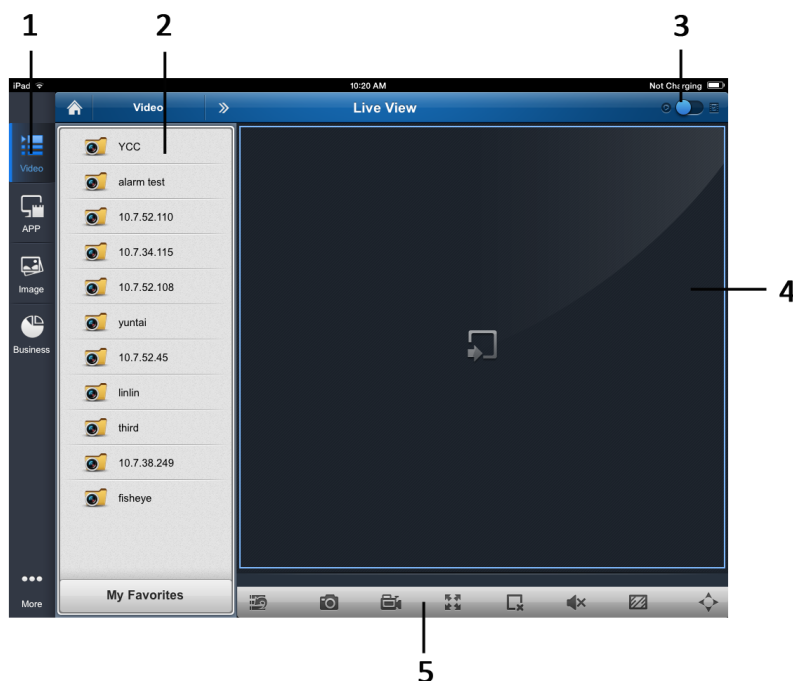 1 2 3
iPad 10:20 AM Not Charging
Video Live View
Video
APP
Image
Business
More
YCC
alarm test
10.7.52.110
10.7.34.115
10.7.52.108
yuntai
10.7.52.45
linlin
third
10.7.38.249
fisheye
My Favorites
4
5